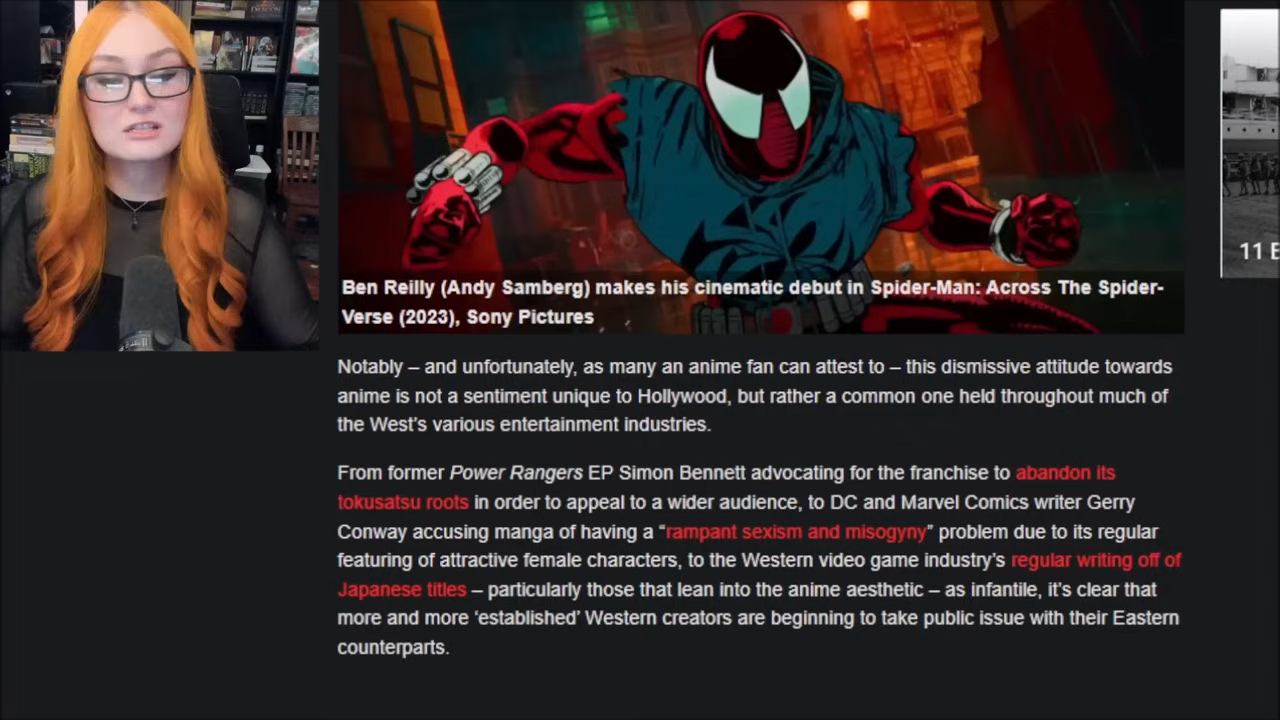 Ben Reilly (Andy Samberg) makes his cinematic debut in Spider-Man: Across The Spider-
Verse (2023), Sony Pictures
11 E
Notably – and unfortunately, as many an anime fan can attest to – this dismissive attitude towards
anime is not a sentiment unique to Hollywood, but rather a common one held throughout much of
the West's various entertainment industries.
From former Power Rangers EP Simon Bennett advocating for the franchise to abandon its
tokusatsu roots in order to appeal to a wider audience, to DC and Marvel Comics writer Gerry
Conway accusing manga of having a “rampant sexism and misogyny” problem due to its regular
featuring of attractive female characters, to the Western video game industry's regular writing off of
Japanese titles – particularly those that lean into the anime aesthetic – as infantile, it's clear that
more and more ‘established’ Western creators are beginning to take public issue with their Eastern
counterparts.